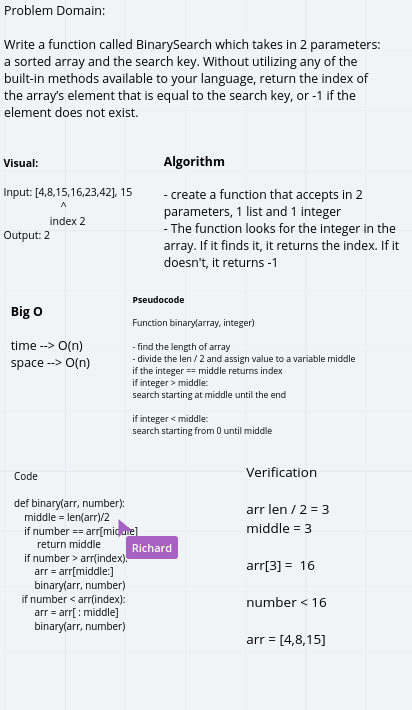 Problem Domain:
Write a function called BinarySearch which takes in 2 parameters:
a sorted array and the search key. Without utilizing any of the
built-in methods available to your language, return the index of
the array's element that is equal to the search key, or -1 if the
element does not exist.
Visual:
Input: [4,8,15,16,23,42], 15
^
index 2
Output: 2
Algorithm
- create a function that accepts in 2
parameters, 1 list and 1 integer
- The function looks for the integer in the
array. If it finds it, it returns the index. If it
doesn't, it returns -1
Big O
time --> O(n)
space --> O(n)
Pseudocode
Function binary(array, integer)
- find the length of array
- divide the len / 2 and assign value to a variable middle
if the integer == middle returns index
if integer > middle:
search starting at middle until the end
if integer < middle:
search starting from 0 until middle
Code
def binary(arr, number):
middle = len(arr)/2
if number == arr[middle]
return middle
if number > arr(index):
arr = arr[middle:]
binary(arr, number)
if number < arr(index):
arr = arr[ : middle]
binary(arr, number)
Richard
Verification
arr len / 2 = 3
middle = 3
arr[3] =  16
number < 16
arr = [4,8,15]